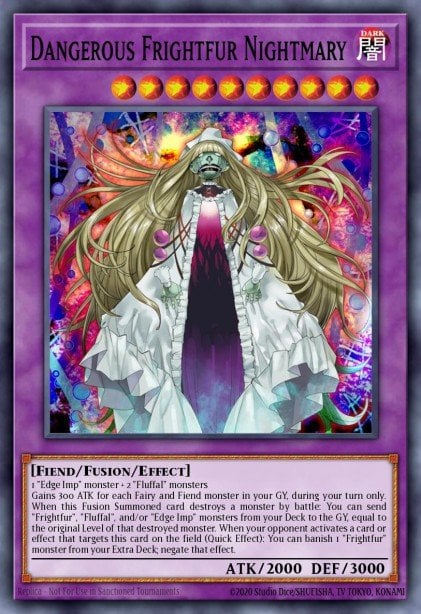 Dangerous Frightfur Nightmary
DARK
闇
[Fiend/Fusion/Effect]
1 "Edge Imp" monster + 2 "Fluffal" monsters
Gains 300 ATK for each Fairy and Fiend monster in your GY, during your turn only.
When this Fusion Summoned card destroys a monster by battle: You can send
"Frightfur", "Fluffal", and/or "Edge Imp" monsters from your Deck to the GY, equal to
the original Level of that destroyed monster. When your opponent activates a card or
effect that targets this card on the field (Quick Effect): You can banish 1 "Frightfur"
monster from your Extra Deck; negate that effect.
ATK/2000 DEF/3000
Replica - Not For Use in Sanctioned Tournaments
©2020 Studio Dice/SHUEISHA, TV TOKYO, KONAMI